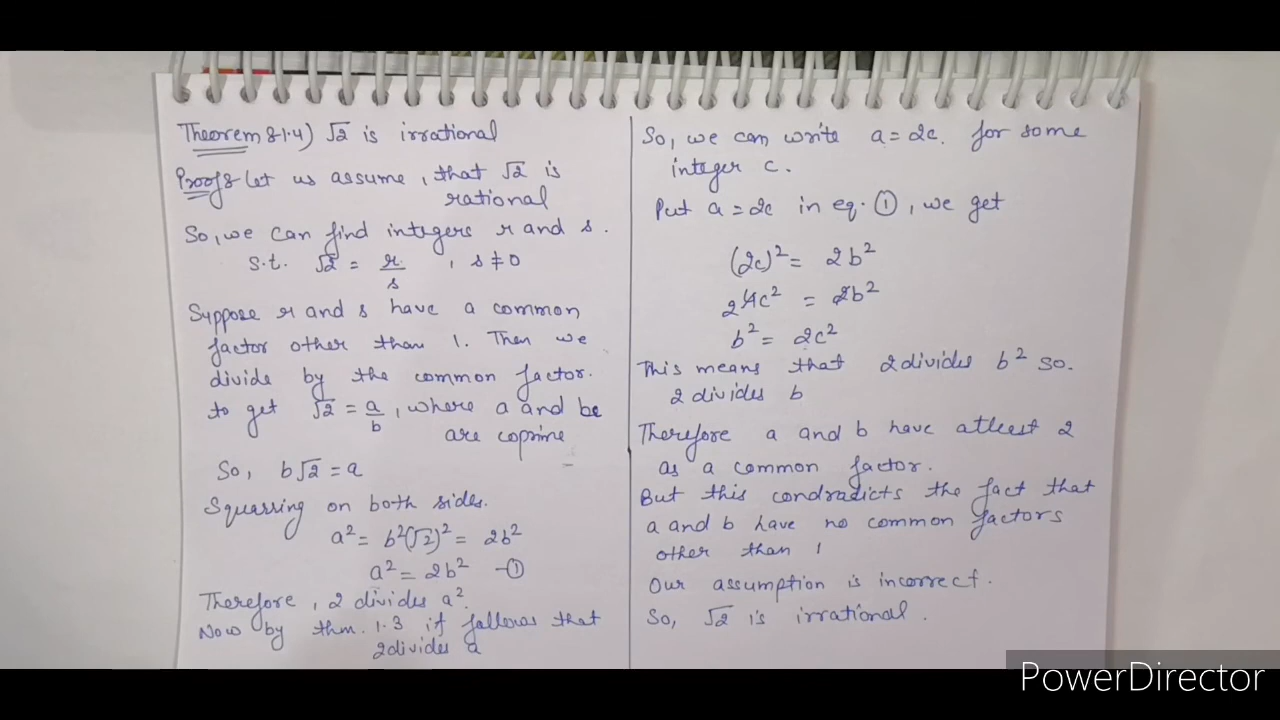 Theorem 1.4) √2 is irrational
Proof: Let us assume, that √2 is
rational
So, we can find integers r and s.
s.t. √2 = r/s , s ≠ 0
Suppose r and s have a common
factor other than 1. Then we
divide by the common factor.
to get √2 = a/b, where a and be
are coprime
So, b√2 = a
Squarring on both sides.
a² = b²(√2)² = 2b²
a² = 2b² —①
Therefore, 2 divides a².
Now by thm. 1.3 it follows that
2 divides a
So, we can write a = 2c. for some
integer c.
Put a = 2c in eq. ①, we get
(2c)² = 2b²
2 4c² = 2b²
b² = 2c²
This means that 2 divides b² so.
2 divides b
Therefore a and b have atleest 2
as a common factor.
But this condradicts the fact that
a and b have no common factors
other than 1
Our assumption is incorrect.
So, √2 is irrational.
PowerDirector